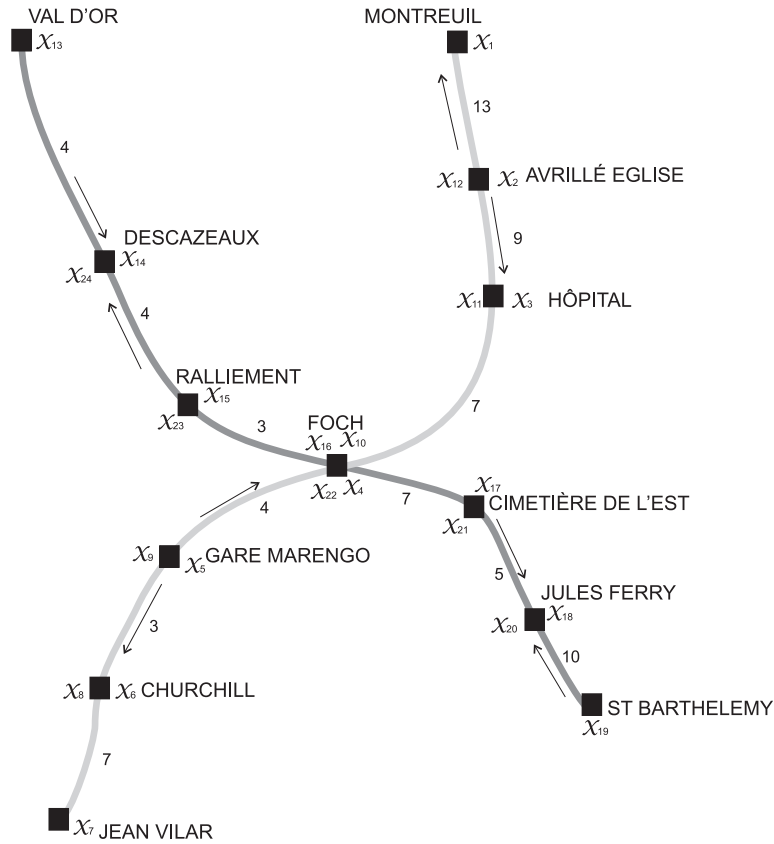 VAL D'OR
MONTREUIL
X13
X1
13
4
X12 X2 AVRILLÉ EGLISE
DESCAZEAUX
9
X14
X24
X11 X3 HÔPITAL
4
RALLIEMENT
X15
X23
7
FOCH
3
X16 X10
X22 X4
X17
7
CIMETIÈRE DE L'EST
4
X21
X9
X5 GARE MARENGO
5
JULES FERRY
3
X20 X18
10
X8 X6 CHURCHILL
ST BARTHELEMY
X19
7
X7 JEAN VILAR